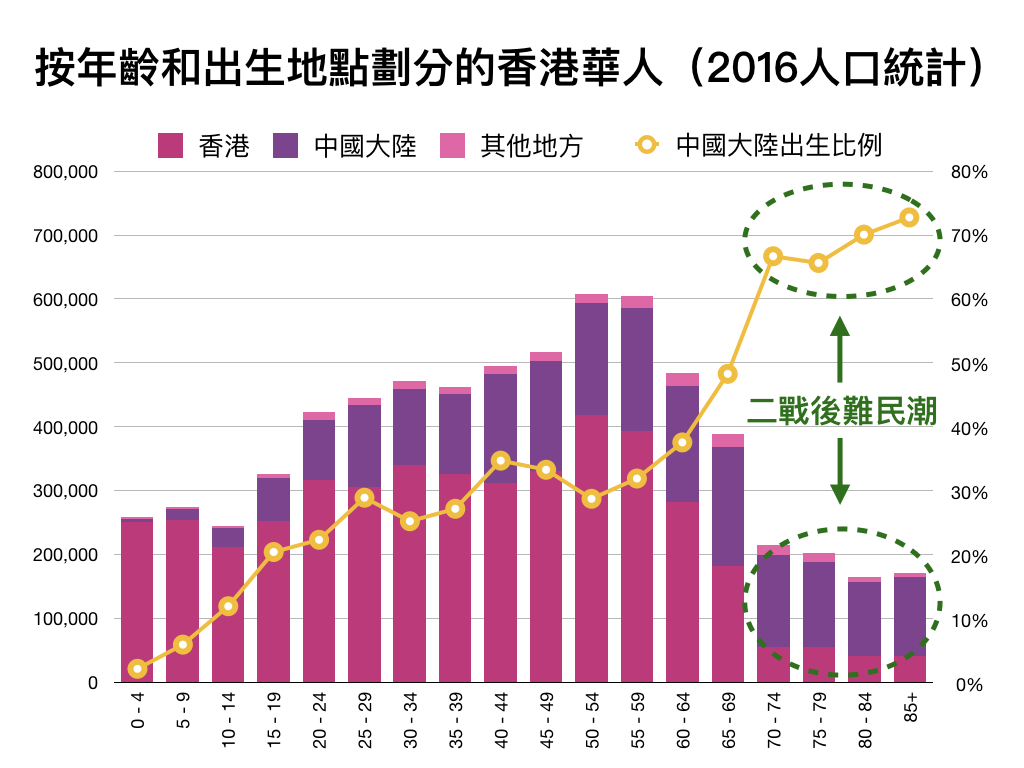 按年齡和出生地點劃分的香港華人（2016人口統計）
香港 中國大陸 其他地方 中國大陸出生比例
800,000 80%
700,000 70%
600,000 60%
500,000 50%
二戰後難民潮
400,000 40%
300,000 30%
200,000 20%
100,000 10%
0 0%
0 - 4 5 - 9 10 - 14 15 - 19 20 - 24 25 - 29 30 - 34 35 - 39 40 - 44 45 - 49 50 - 54 55 - 59 60 - 64 65 - 69 70 - 74 75 - 79 80 - 84 85+